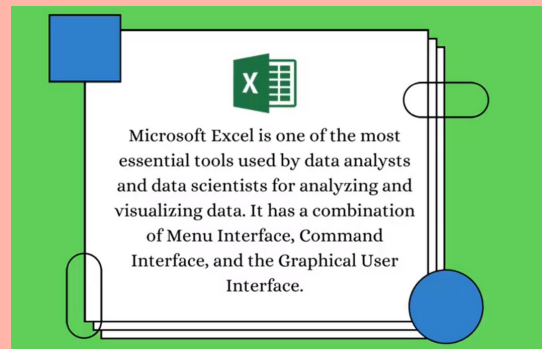 X
Microsoft Excel is one of the most
essential tools used by data analysts
and data scientists for analyzing and
visualizing data. It has a combination
of Menu Interface, Command
Interface, and the Graphical User
Interface.